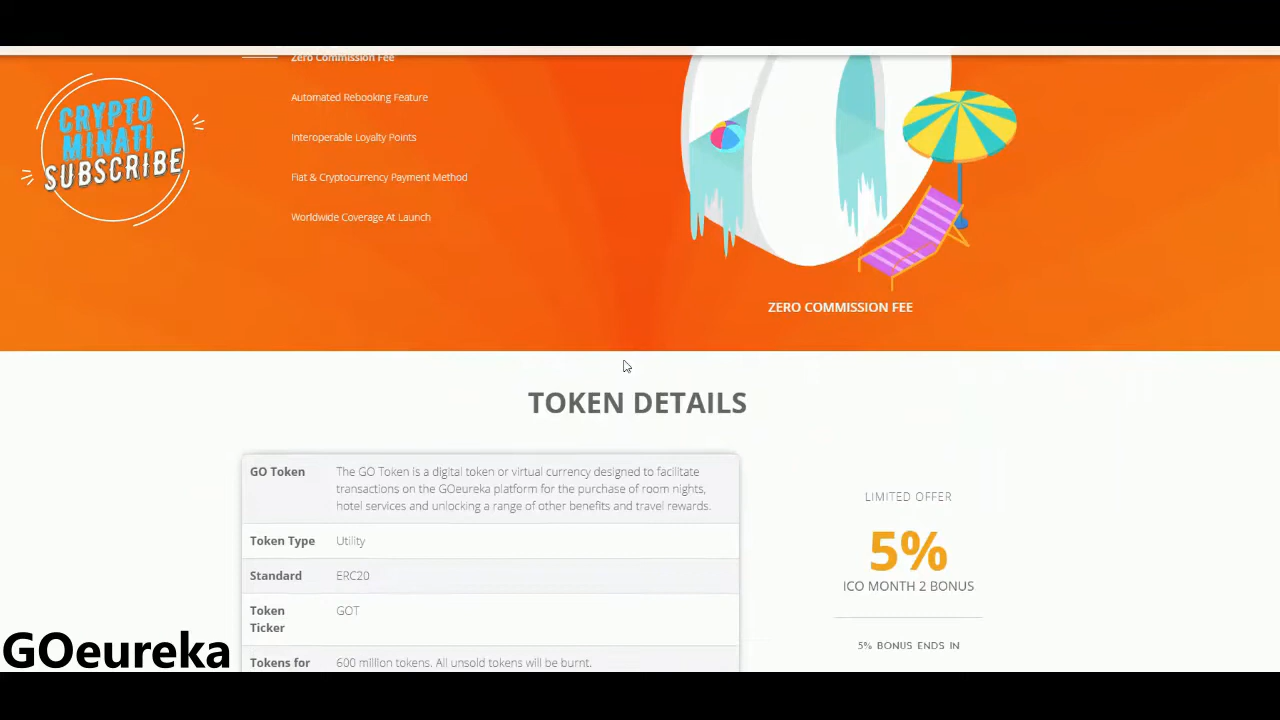 Zero Commission Fee
Automated Rebooking Feature
Interoperable Loyalty Points
Fiat & Cryptocurrency Payment Method
Worldwide Coverage At Launch
CRYPTO
MINATI
SUBSCRIBE
ZERO COMMISSION FEE
TOKEN DETAILS
GO Token
The GO Token is a digital token or virtual currency designed to facilitate
transactions on the GOeureka platform for the purchase of room nights,
hotel services and unlocking a range of other benefits and travel rewards.
Token Type
Utility
Standard
ERC20
Token
Ticker
GOT
Tokens for
600 million tokens. All unsold tokens will be burnt.
LIMITED OFFER
5%
ICO MONTH 2 BONUS
5% BONUS ENDS IN
GOeureka